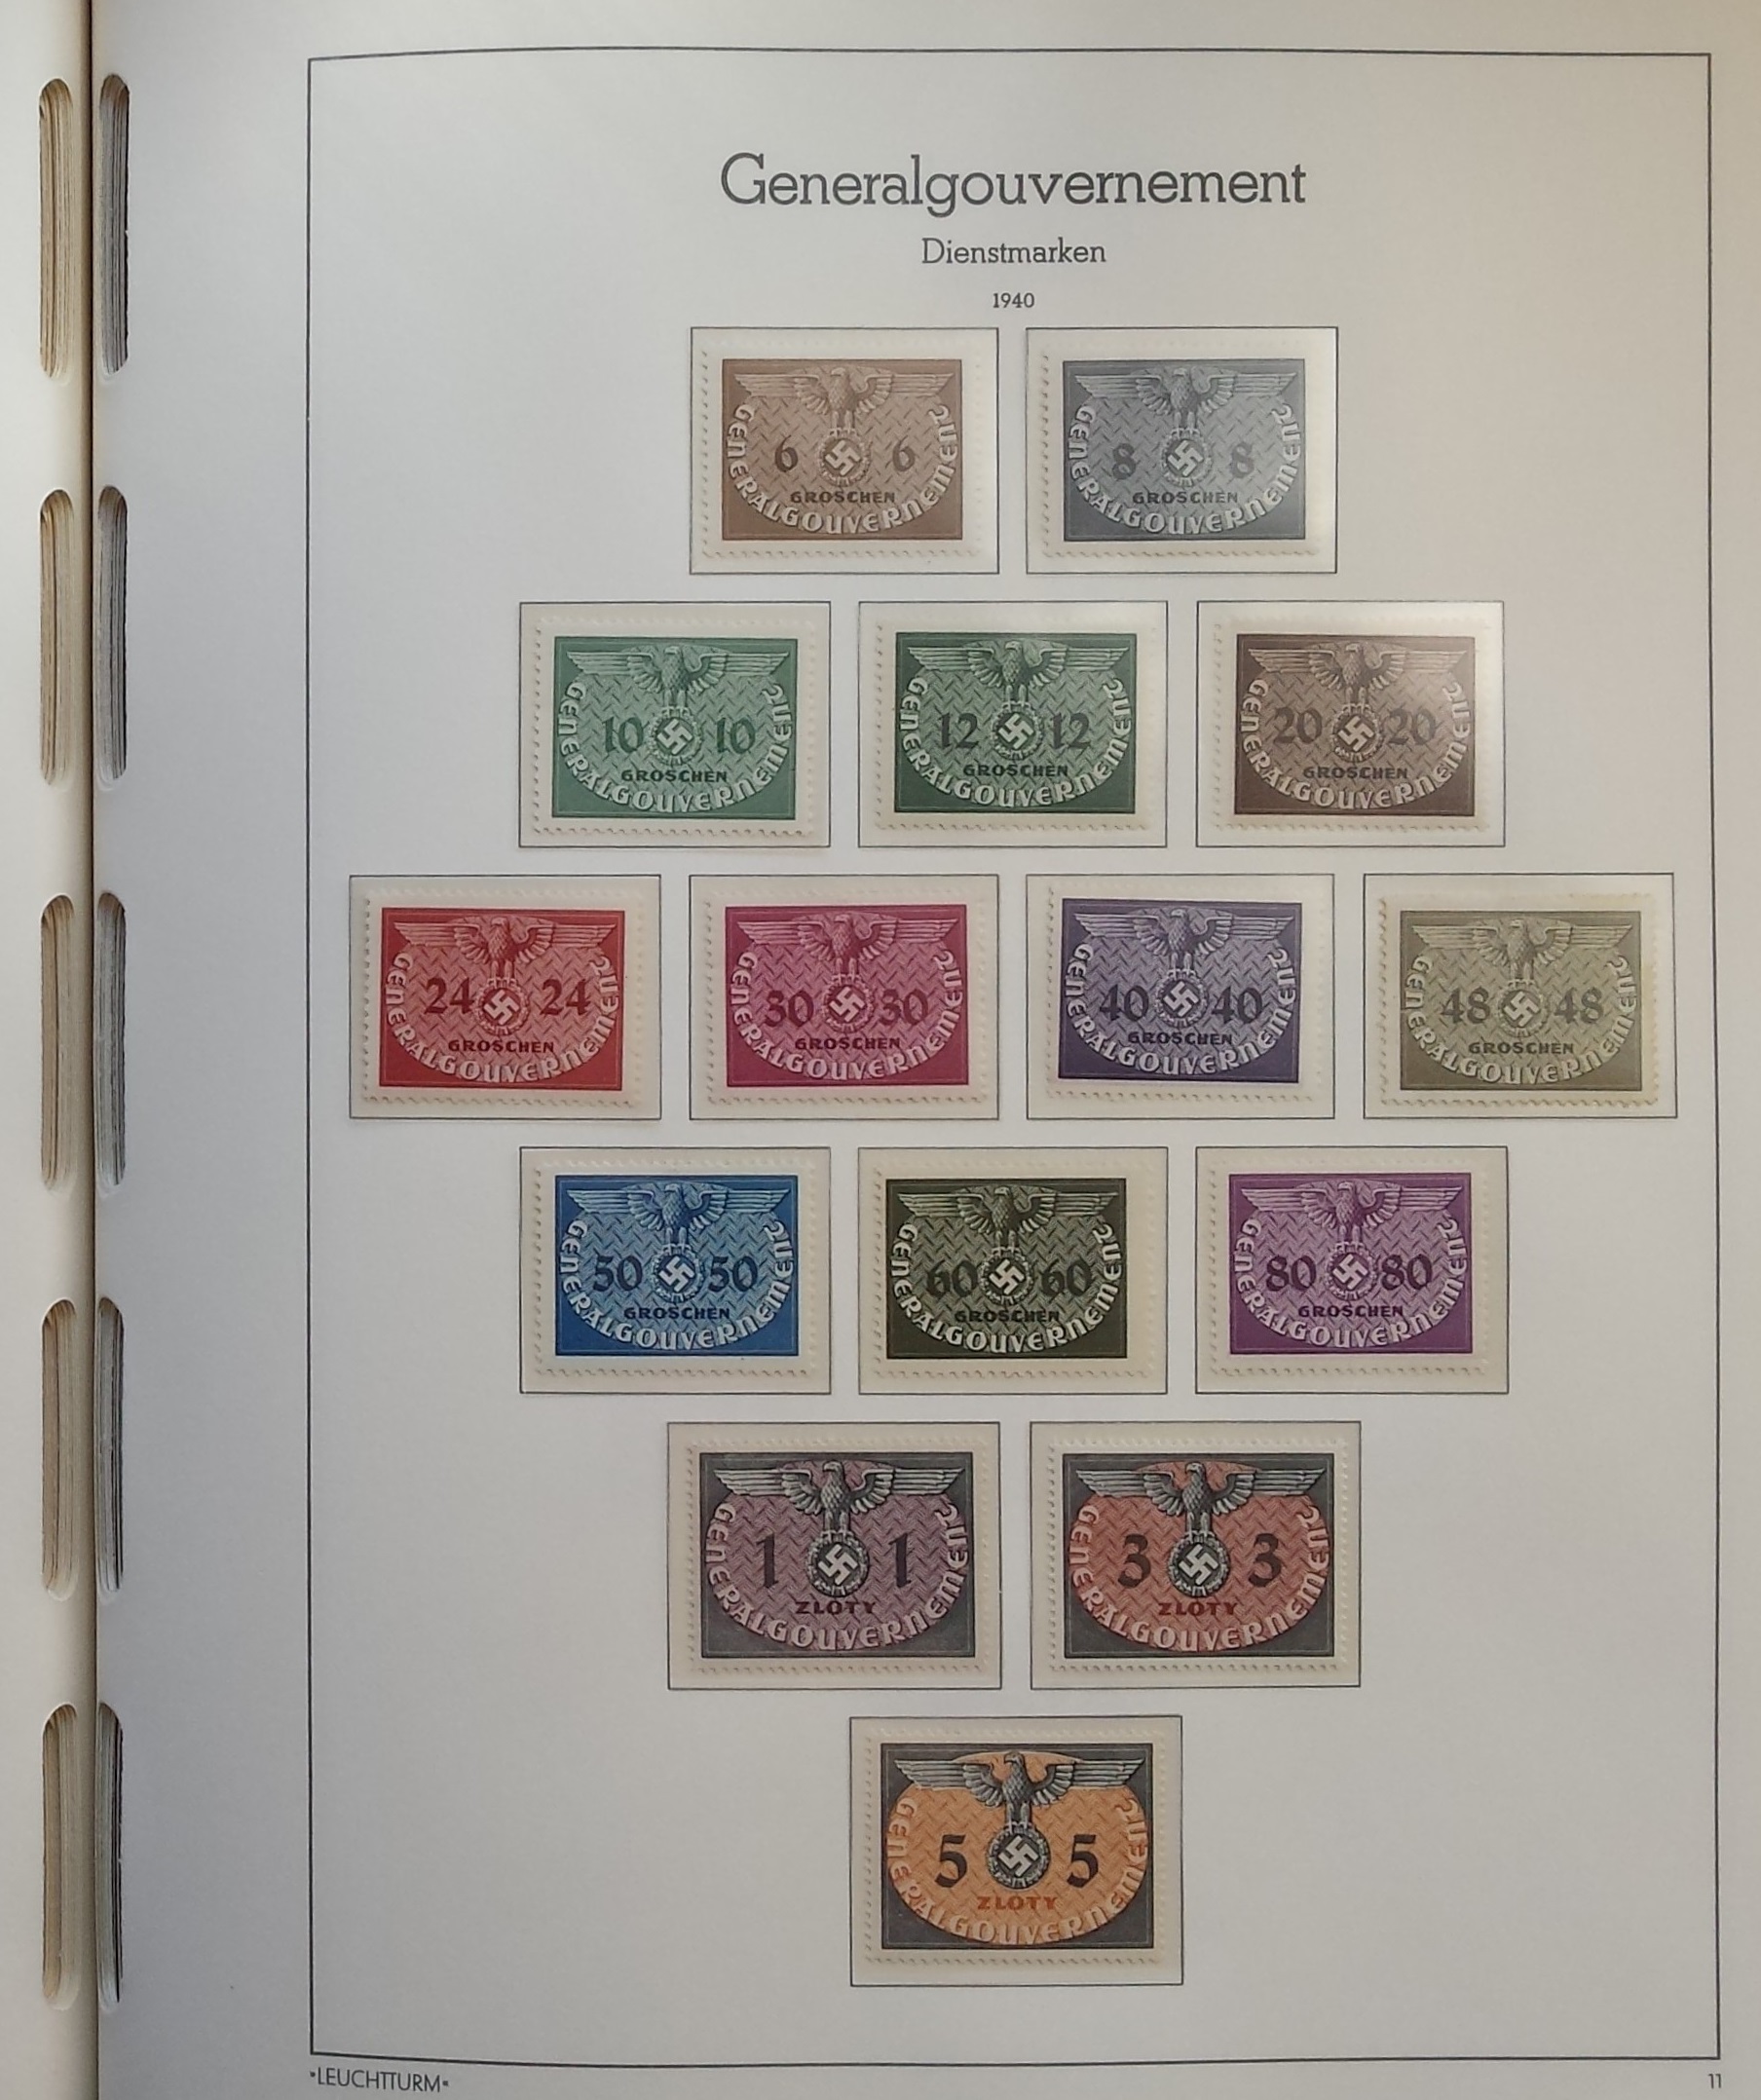 Generalgouvernement
Dienstmarken
1940
6 6
GROSCHEN
GENERALGOUVERNEMENT
8 8
GROSCHEN
GENERALGOUVERNEMENT
10 10
GROSCHEN
GENERALGOUVERNEMENT
12 12
GROSCHEN
GENERALGOUVERNEMENT
20 20
GROSCHEN
GENERALGOUVERNEMENT
24 24
GROSCHEN
GENERALGOUVERNEMENT
30 30
GROSCHEN
GENERALGOUVERNEMENT
40 40
GROSCHEN
GENERALGOUVERNEMENT
48 48
GROSCHEN
GENERALGOUVERNEMENT
50 50
GROSCHEN
GENERALGOUVERNEMENT
60 60
GROSCHEN
GENERALGOUVERNEMENT
80 80
GROSCHEN
GENERALGOUVERNEMENT
1 1
ZLOTY
GENERALGOUVERNEMENT
3 3
ZLOTY
GENERALGOUVERNEMENT
5 5
ZLOTY
GENERALGOUVERNEMENT
»LEUCHTTURM« 11